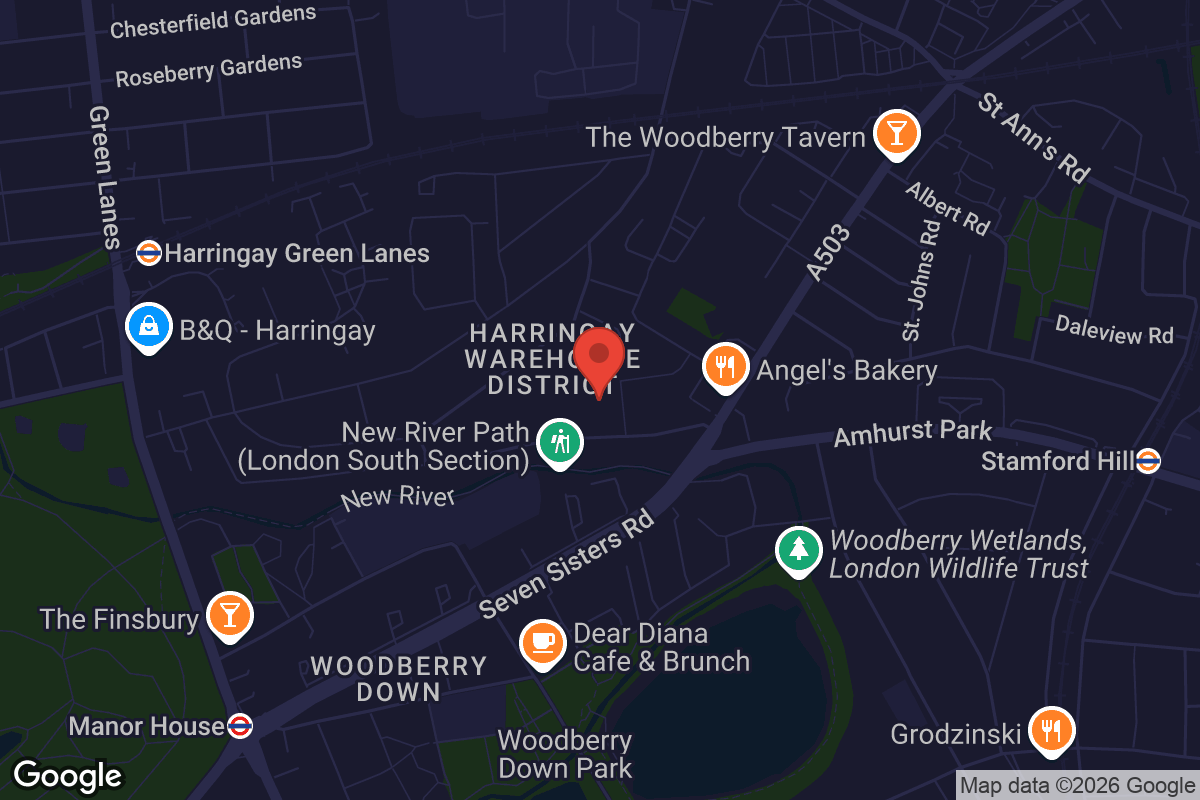 Chesterfield Gardens
Roseberry Gardens
Green Lanes
St Ann's Rd
The Woodberry Tavern
Albert Rd
A503
St. Johns Rd
Harringay Green Lanes
B&Q - Harringay
HARRINGAY
DISTRICT
Daleview Rd
Angel's Bakery
New River Path
(London South Section)
Amhurst Park
Stamford Hill
New River
Seven Sisters Rd
Woodberry Wetlands,
London Wildlife Trust
The Finsbury
Dear Diana
Cafe & Brunch
WOODBERRY
DOWN
Manor House
Woodberry
Down Park
Grodzinski
Google
Map data ©2026 Google